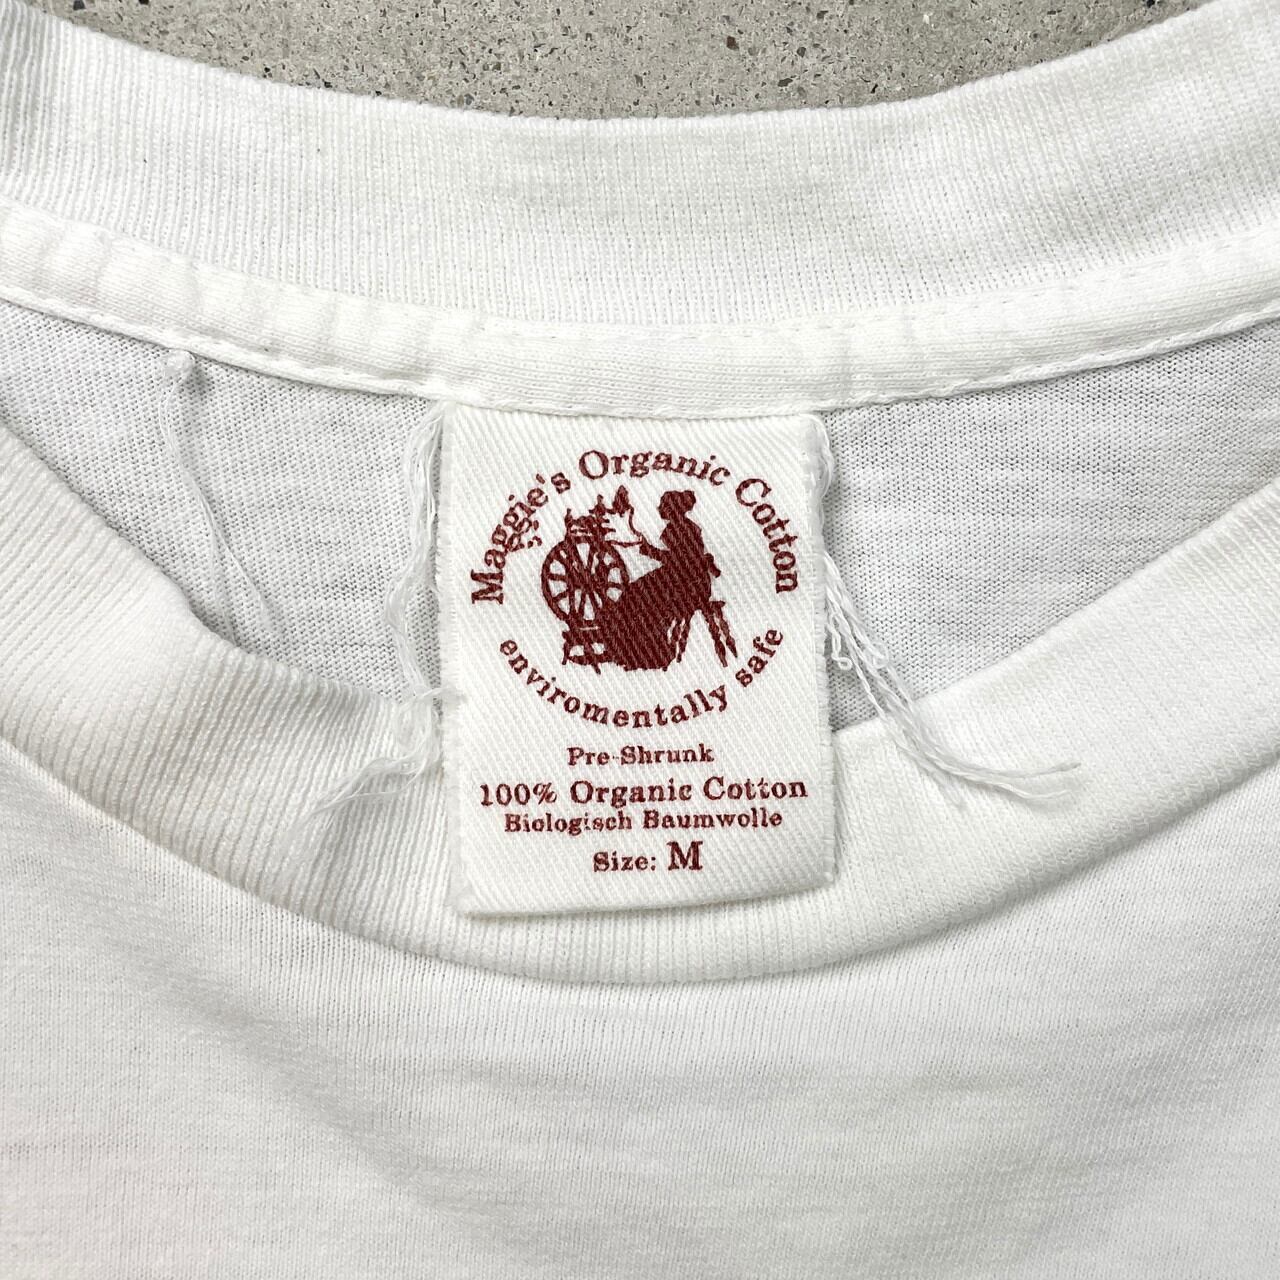 Maggie's Organic Cotton
enviromentally safe
Pre-Shrunk
100% Organic Cotton
Biologisch Baumwolle
Size: M